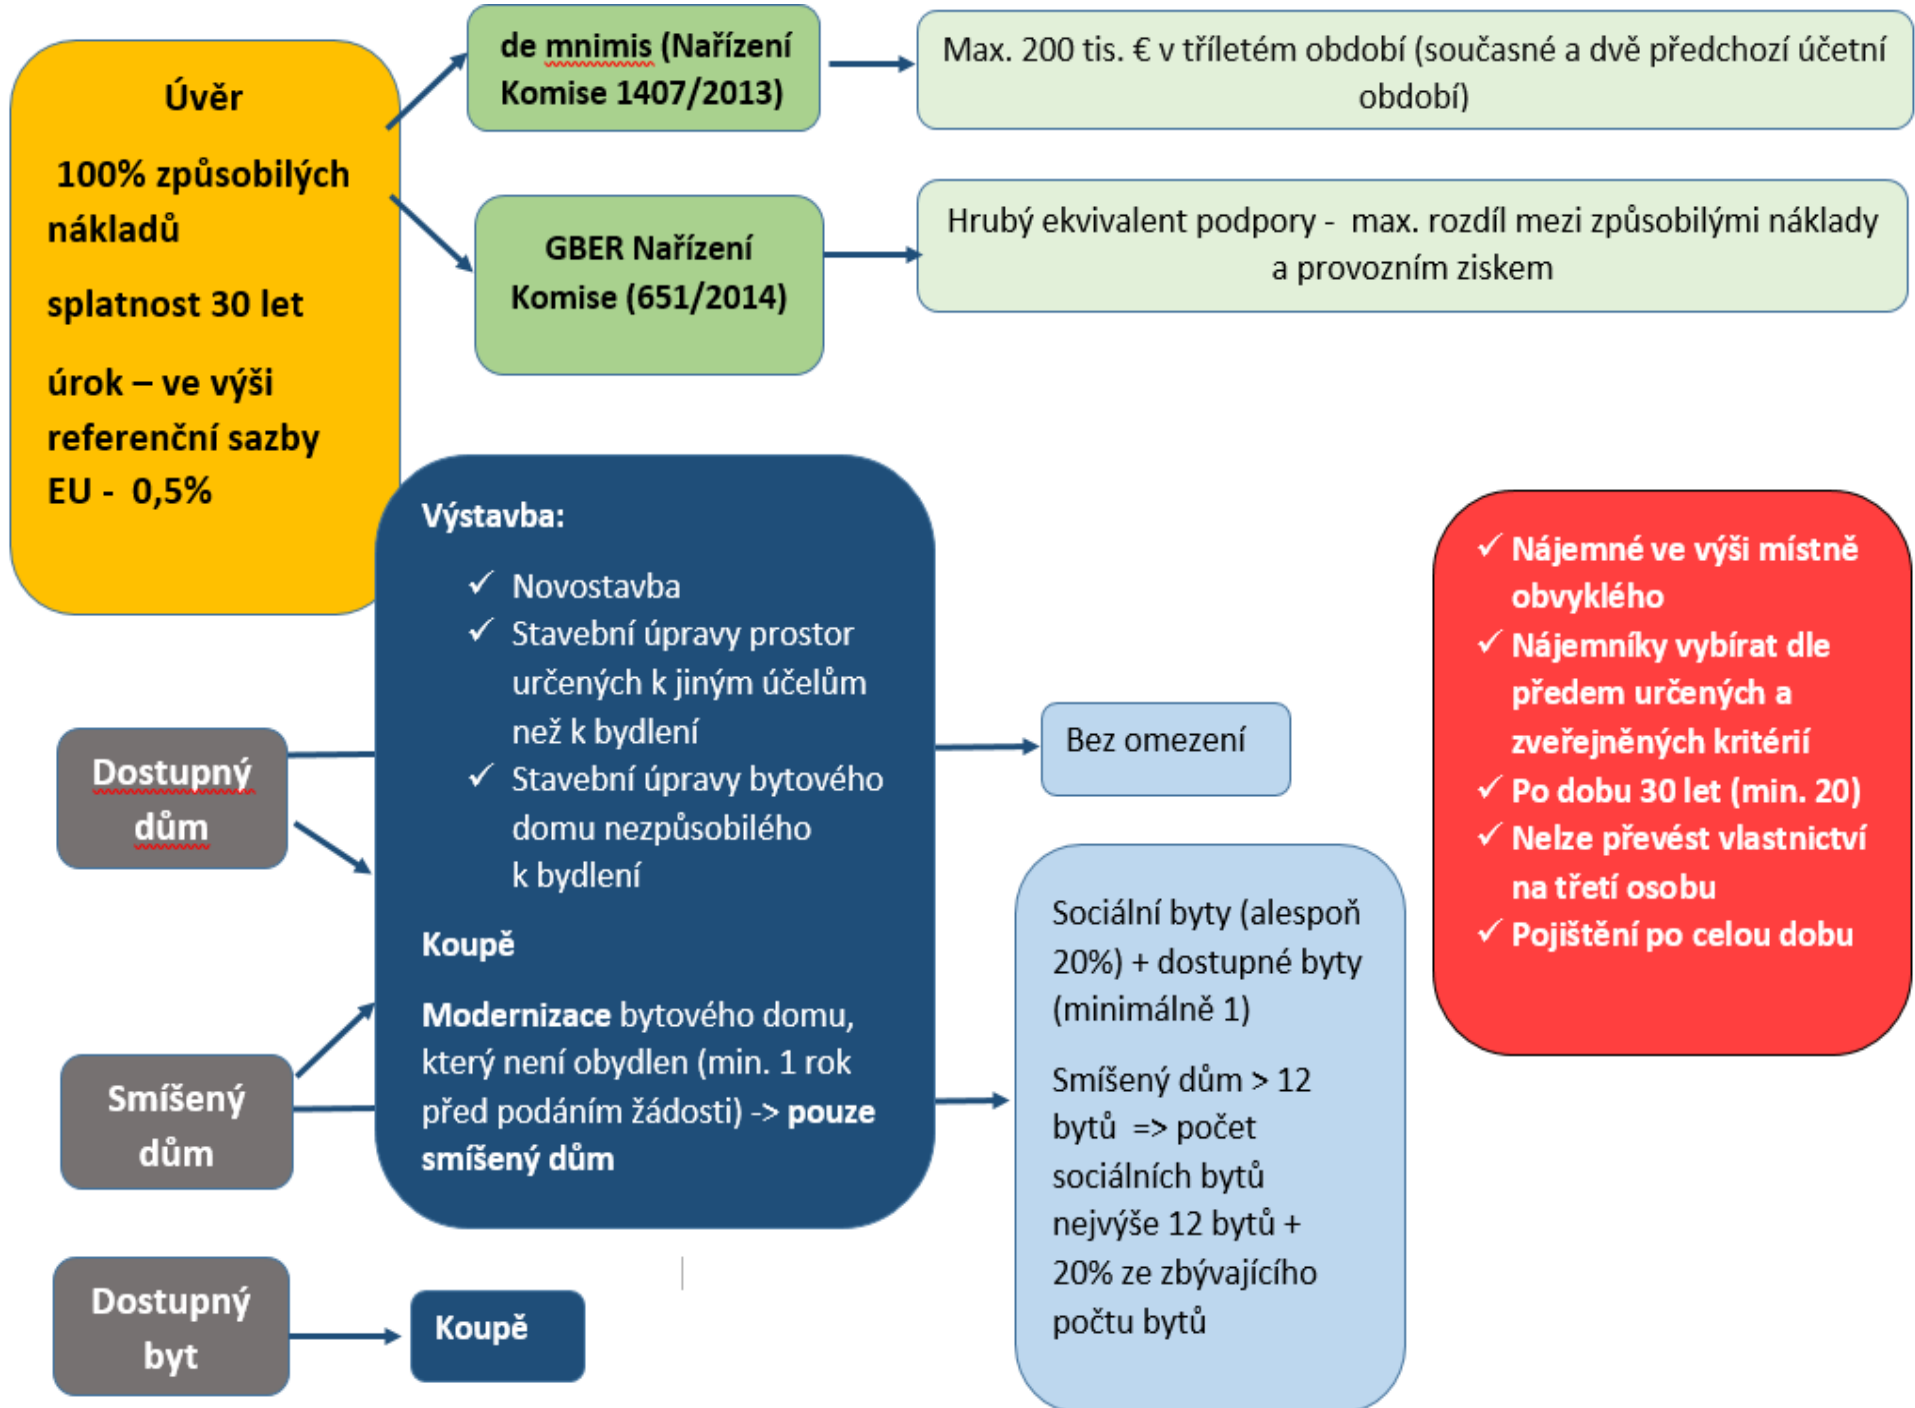 Úvěr
100% způsobilých
nákladů
splatnost 30 let
úrok – ve výši
referenční sazby
EU - 0,5%
de mnimis (Nařízení
Komise 1407/2013)
Max. 200 tis. € v tříletém období (současné a dvě předchozí účetní
období)
GBER Nařízení
Komise (651/2014)
Hrubý ekvivalent podpory - max. rozdíl mezi způsobilými náklady
a provozním ziskem
Dostupný
dům
Smíšený
dům
Dostupný
byt
Výstavba:
✓ Novostavba
✓ Stavební úpravy prostor
určených k jiným účelům
než k bydlení
✓ Stavební úpravy bytového
domu nezpůsobilého
k bydlení
Koupě
Modernizace bytového domu,
který není obydlen (min. 1 rok
před podáním žádosti) -> pouze
smíšený dům
Koupě
Bez omezení
Sociální byty (alespoň
20%) + dostupné byty
(minimálně 1)
Smíšený dům > 12
bytů => počet
sociálních bytů
nejvýše 12 bytů +
20% ze zbývajícího
počtu bytů
✓ Nájemné ve výši místně
obvyklého
✓ Nájemníky vybírat dle
předem určených a
zveřejněných kritérií
✓ Po dobu 30 let (min. 20)
✓ Nelze převést vlastnictví
na třetí osobu
✓ Pojištění po celou dobu